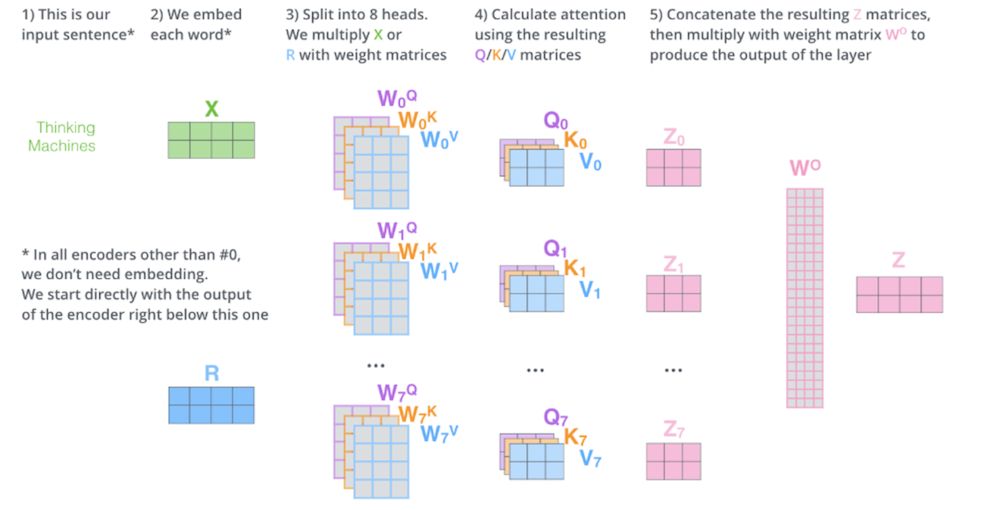 1) This is our
input sentence*
2) We embed
each word*
3) Split into 8 heads.
We multiply X or
R with weight matrices
4) Calculate attention
using the resulting
Q/K/V matrices
5) Concatenate the resulting Z matrices,
then multiply with weight matrix Wᴼ to
produce the output of the layer
Thinking
Machines
X
W₀Q
W₀K
W₀V
Q₀
K₀
V₀
Z₀
* In all encoders other than #0,
we don't need embedding.
We start directly with the output
of the encoder right below this one
W₁Q
W₁K
W₁V
Q₁
K₁
V₁
Z₁
Wᴼ
Z
...
...
...
R
W₇Q
W₇K
W₇V
Q₇
K₇
V₇
Z₇